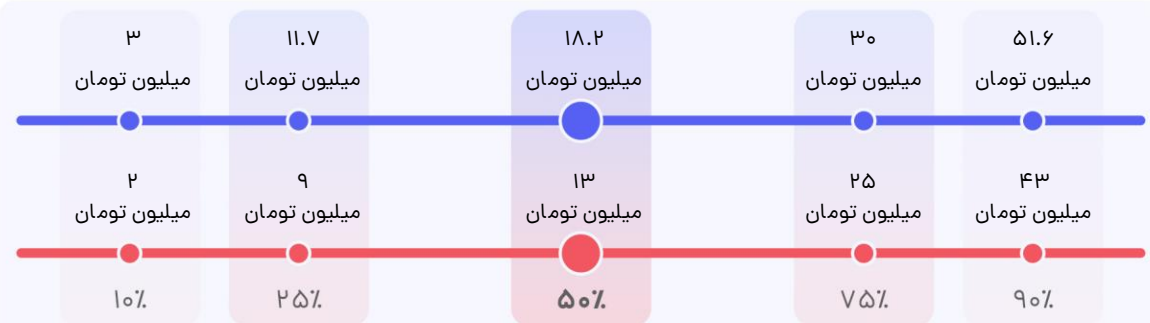 ۳ ۱۱.۷ ۱۸.۲ ۳۰ ۵۱.۶
میلیون تومان میلیون تومان میلیون تومان میلیون تومان میلیون تومان
۲ ۹ ۱۳ ۲۵ ۴۳
میلیون تومان میلیون تومان میلیون تومان میلیون تومان میلیون تومان
۱۰٪ ۲۵٪ ۵۰٪ ۷۵٪ ۹۰٪